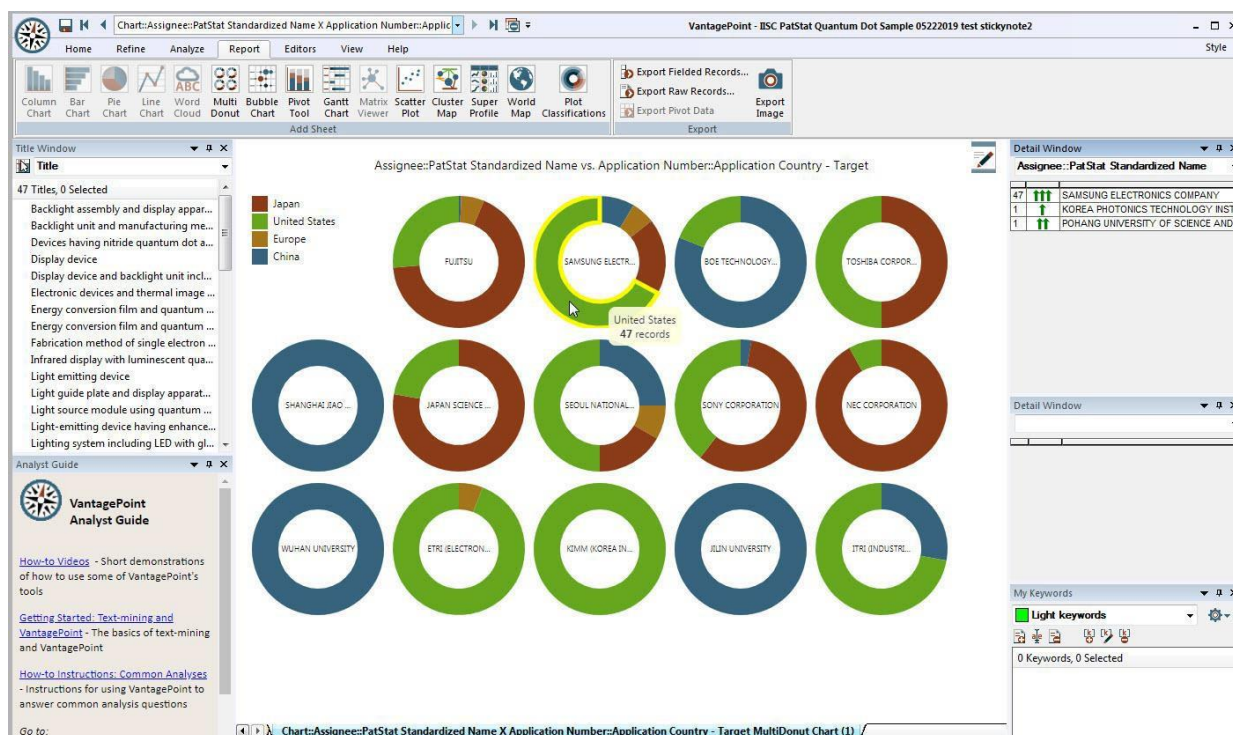 Chart::Assignee::PatStat Standardized Name X Application Number::Applic
VantagePoint - IISC PatStat Quantum Dot Sample 05222019 test stickynote2
Home Refine Analyze Report Editors View Help
Style
Column Chart
Bar Chart
Pie Chart
Line Chart
Word Cloud
ABC
Multi Donut
Bubble Chart
Pivot Tool
Gantt Chart
Matrix Viewer
Scatter Plot
Cluster Map
Super Profile
World Map
Plot Classifications
Add Sheet
Export Fielded Records...
Export Raw Records...
Export Pivot Data
Export Image
Export
Title Window
Title
47 Titles, 0 Selected
Backlight assembly and display appar...
Backlight unit and manufacturing me...
Devices having nitride quantum dot a...
Display device
Display device and backlight unit incl...
Electronic devices and thermal image ...
Energy conversion film and quantum ...
Energy conversion film and quantum ...
Fabrication method of single electron ...
Infrared display with luminescent qua...
Light emitting device
Light guide plate and display apparat...
Light source module using quantum ...
Light-emitting device having enhance...
Lighting system including LED with gl...
Analyst Guide
VantagePoint
Analyst Guide
How-to Videos - Short demonstrations
of how to use some of VantagePoint's
tools
Getting Started: Text-mining and
VantagePoint - The basics of text-mining
and VantagePoint
How-to Instructions: Common Analyses
- Instructions for using VantagePoint to
answer common analysis questions
Go to:
Assignee::PatStat Standardized Name vs. Application Number::Application Country - Target
Japan
United States
Europe
China
FUJITSU
SAMSUNG ELECTR...
BOE TECHNOLOGY...
TOSHIBA CORPOR...
United States
47 records
SHANGHAI JIAO ...
JAPAN SCIENCE ...
SEOUL NATIONAL...
SONY CORPORATION
NEC CORPORATION
WUHAN UNIVERSITY
ETRI (ELECTRON...
KIMM (KOREA IN...
JILIN UNIVERSITY
ITRI (INDUSTRI...
Chart::Assignee::PatStat Standardized Name X Application Number::Application Country - Target MultiDonut Chart (1)
Detail Window
Assignee::PatStat Standardized Name
47 SAMSUNG ELECTRONICS COMPANY
1 KOREA PHOTONICS TECHNOLOGY INST
1 POHANG UNIVERSITY OF SCIENCE AND
Detail Window
My Keywords
Light keywords
0 Keywords, 0 Selected